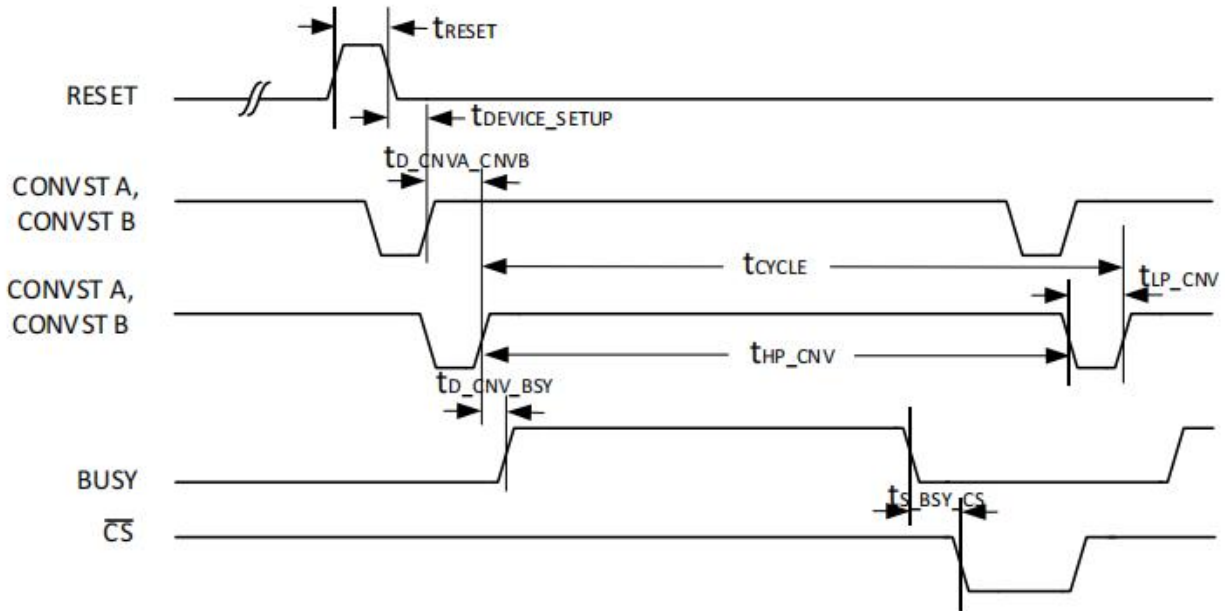 tRESET
RESET
tDEVICE_SETUP
tD_CNVA_CNVB
CONVST A,
CONVST B
tCYCLE
tLP_CNV
CONVST A,
CONVST B
tHP_CNV
tD_CNV_BSY
BUSY
tS_BSY_CS
CS